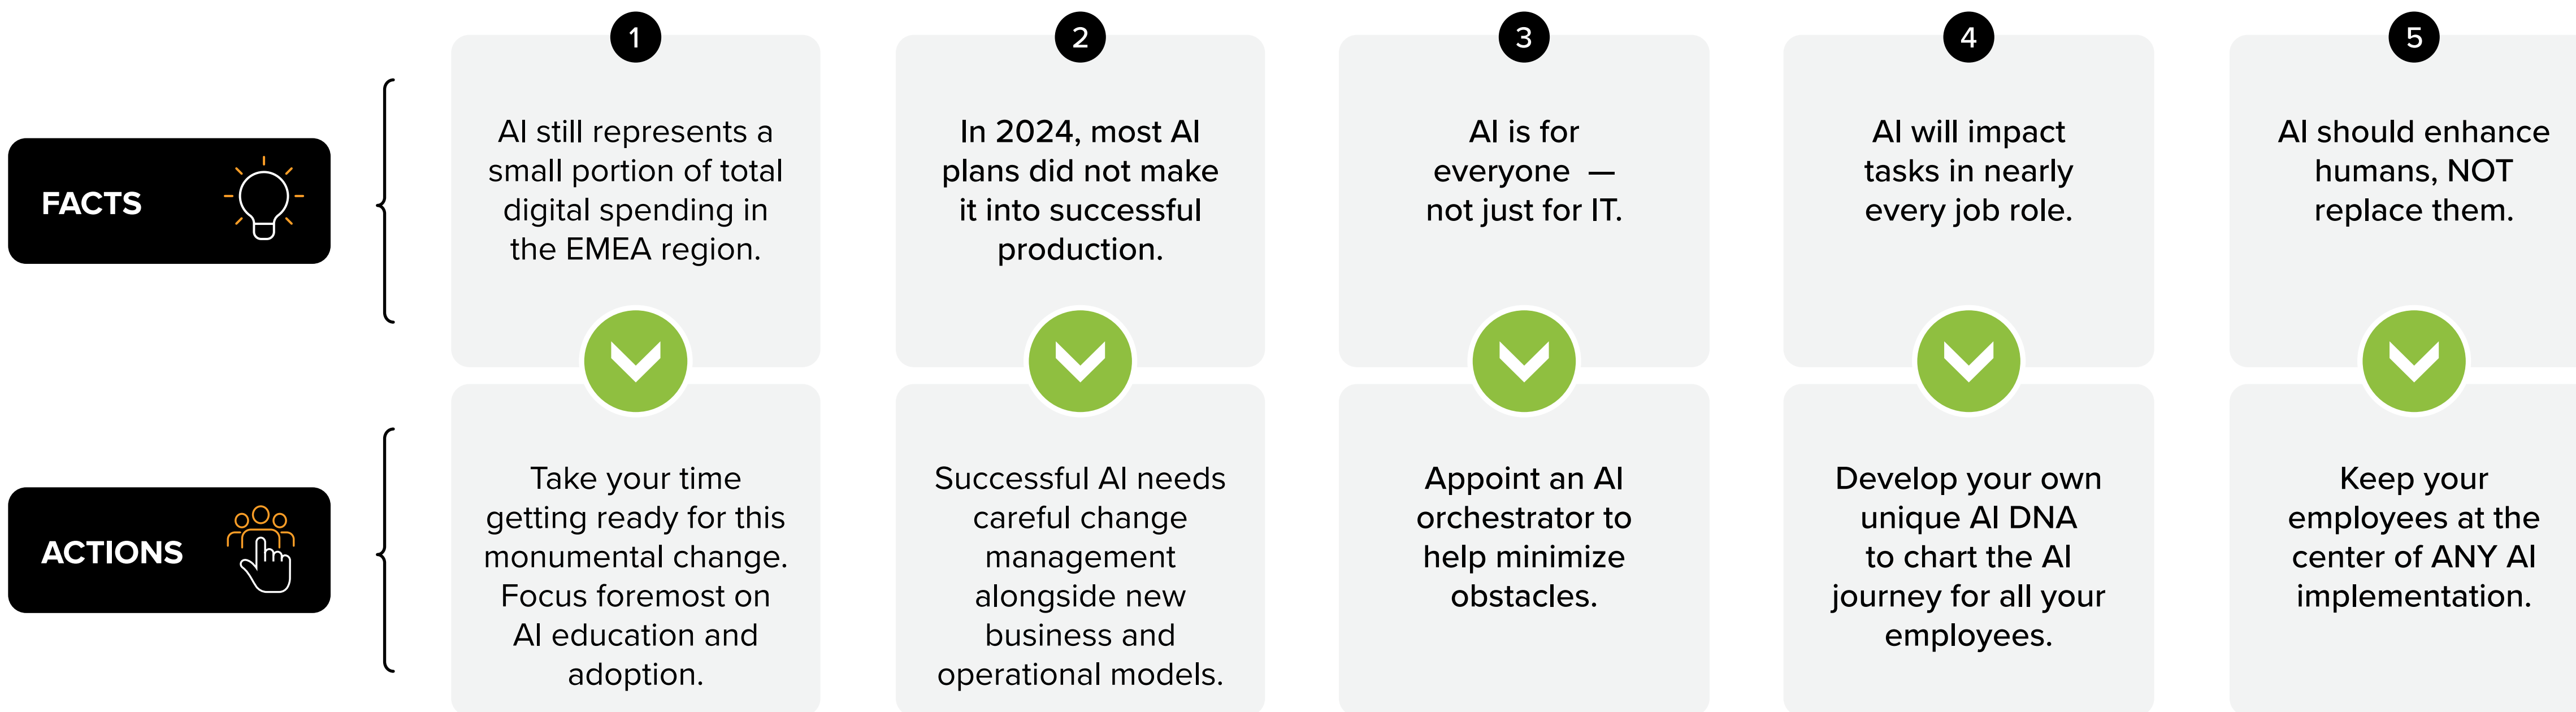 FACTS
1
AI still represents a
small portion of total
digital spending in
the EMEA region.
2
In 2024, most AI
plans did not make
it into successful
production.
3
AI is for
everyone  —
not just for IT.
4
AI will impact
tasks in nearly
every job role.
5
AI should enhance
humans, NOT
replace them.
ACTIONS
Take your time
getting ready for this
monumental change.
Focus foremost on
AI education and
adoption.
Successful AI needs
careful change
management
alongside new
business and
operational models.
Appoint an AI
orchestrator to
help minimize
obstacles.
Develop your own
unique AI DNA
to chart the AI
journey for all your
employees.
Keep your
employees at the
center of ANY AI
implementation.